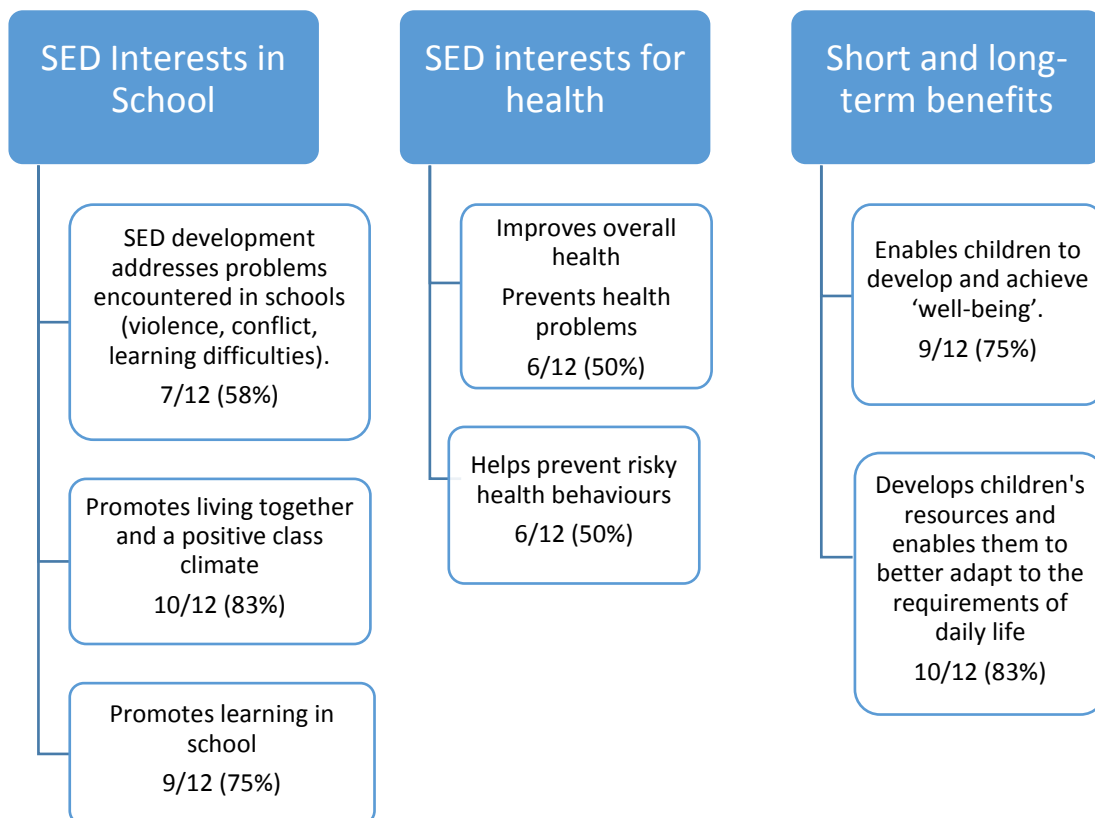 SED Interests in
School
SED development
addresses problems
encountered in schools
(violence, conflict,
learning difficulties).
7/12 (58%)
Promotes living together
and a positive class
climate
10/12 (83%)
Promotes learning in
school
9/12 (75%)
SED interests for
health
Improves overall
health
Prevents health
problems
6/12 (50%)
Helps prevent risky
health behaviours
6/12 (50%)
Short and long-
term benefits
Enables children to
develop and achieve
‘well-being’.
9/12 (75%)
Develops children's
resources and
enables them to
better adapt to the
requirements of
daily life
10/12 (83%)